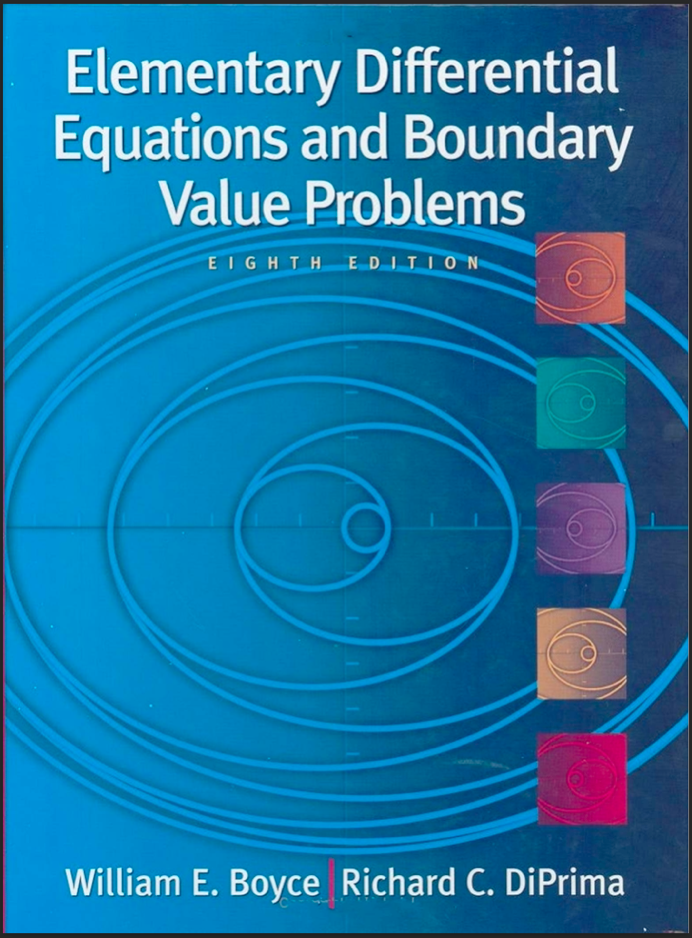 Elementary Differential
Equations and Boundary
Value Problems
EIGHTH EDITION
William E. Boyce | Richard C. DiPrima